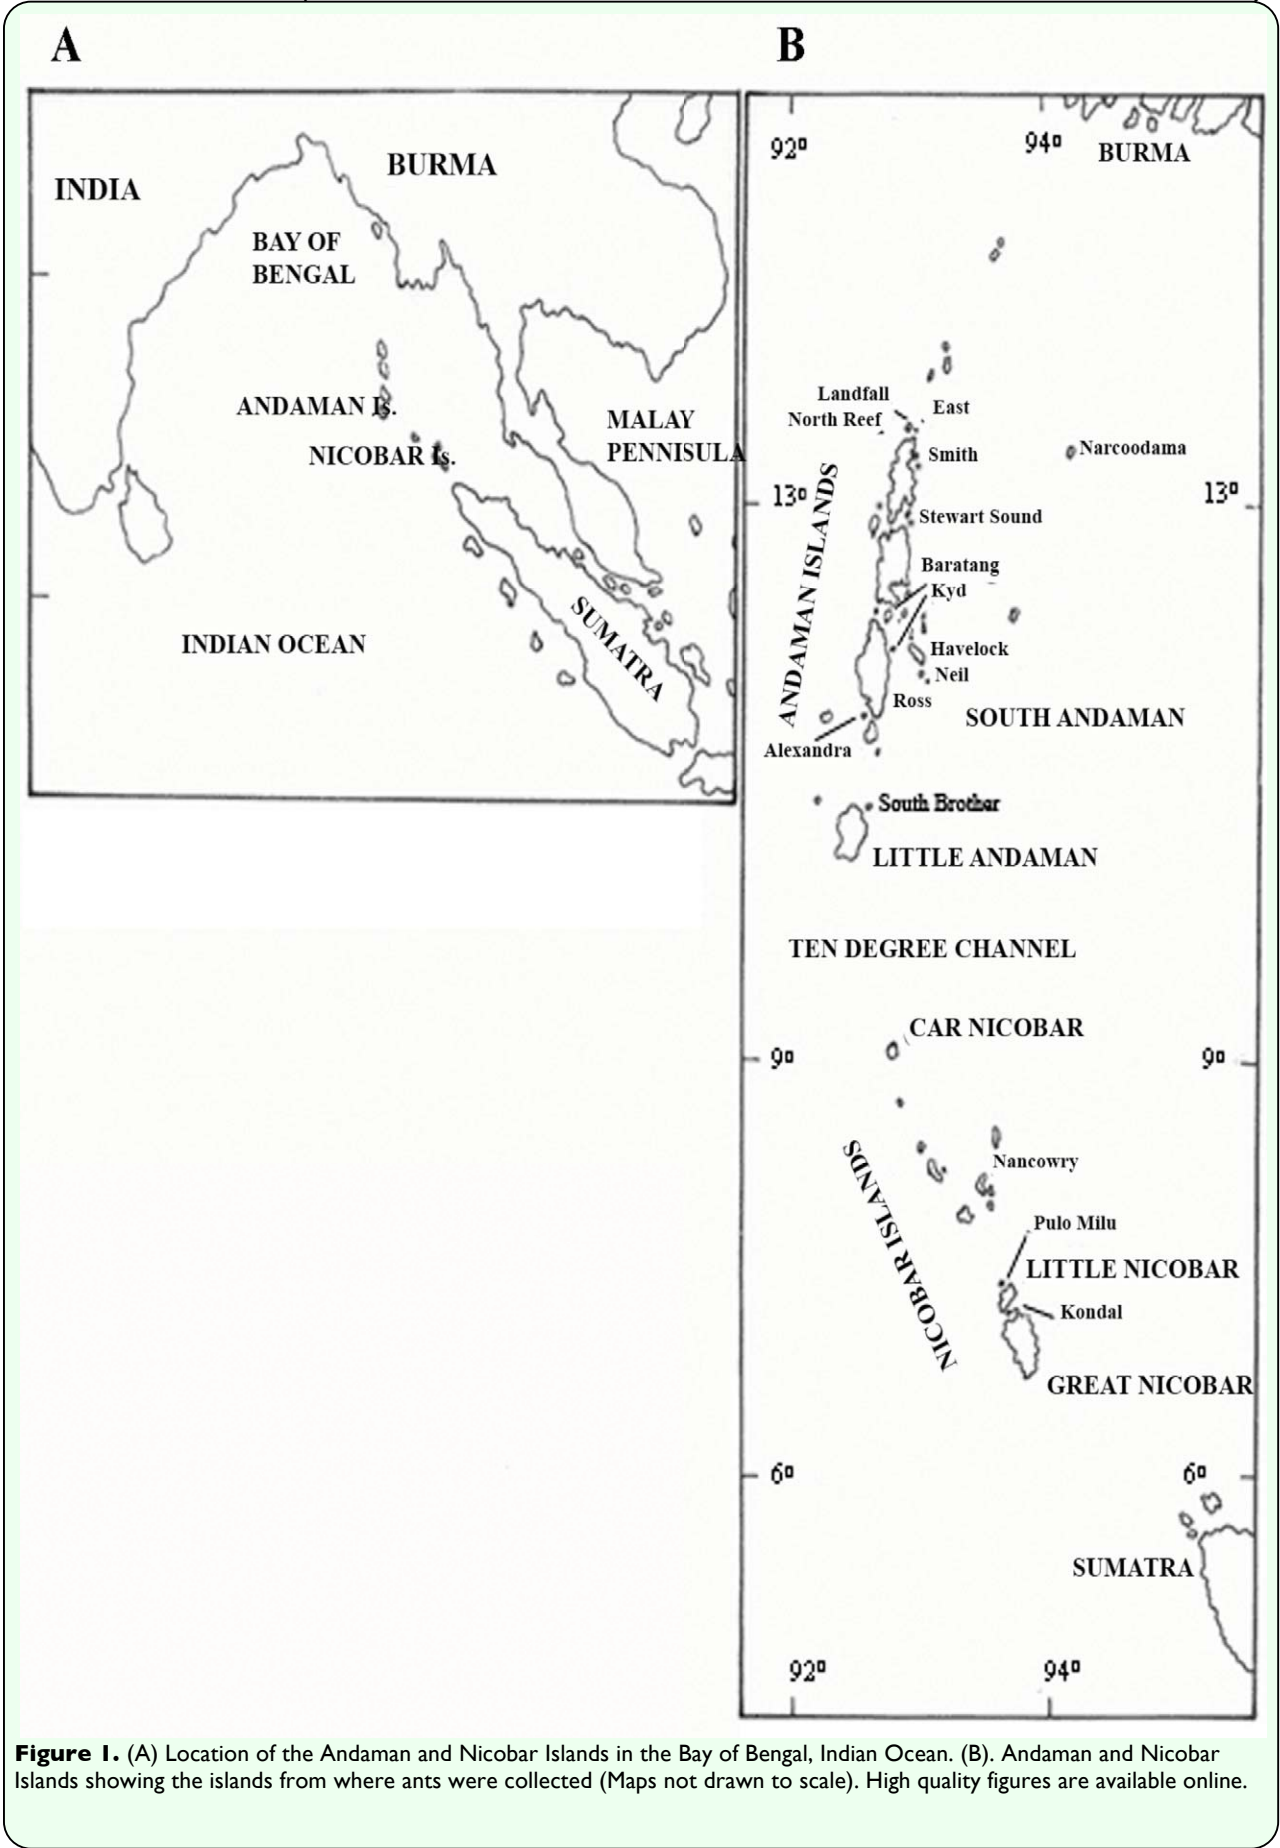 A
INDIA
BURMA
BAY OF
BENGAL
ANDAMAN Is.
NICOBAR Is.
MALAY
PENNISULA
SUMATRA
INDIAN OCEAN
B
92º
94º
BURMA
Landfall
North Reef
East
Smith
Narcoodama
13º
13º
Stewart Sound
ANDAMAN ISLANDS
Baratang
Kyd
Havelock
Neil
Ross
SOUTH ANDAMAN
Alexandra
South Brother
LITTLE ANDAMAN
TEN DEGREE CHANNEL
CAR NICOBAR
9º
9º
NICOBAR ISLANDS
Nancowry
Pulo Milu
LITTLE NICOBAR
Kondal
GREAT NICOBAR
6º
6º
SUMATRA
92º
94º
Figure 1. (A) Location of the Andaman and Nicobar Islands in the Bay of Bengal, Indian Ocean. (B). Andaman and Nicobar
Islands showing the islands from where ants were collected (Maps not drawn to scale). High quality figures are available online.